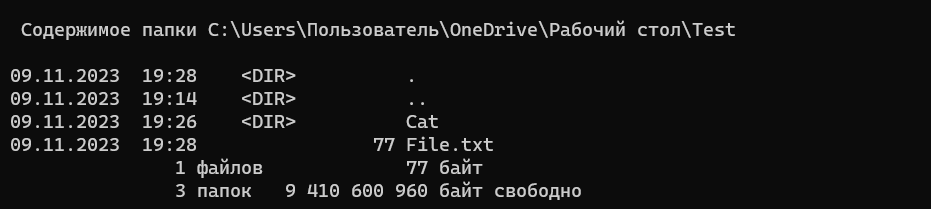 Содержимое папки C:\Users\Пользователь\OneDrive\Рабочий стол\Test
09.11.2023 19:28 <DIR> .
09.11.2023 19:14 <DIR> ..
09.11.2023 19:26 <DIR> Cat
09.11.2023 19:28 77 File.txt
1 файлов 77 байт
3 папок 9 410 600 960 байт свободно